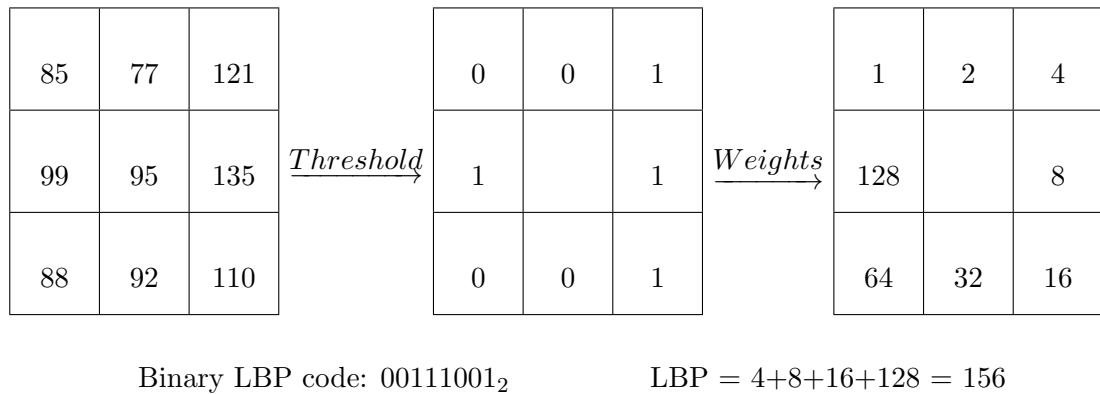 85 77 121 0 0 1 1 2 4
99 95 135 Threshold 1 1 Weights 128 8
88 92 110 0 0 1 64 32 16
Binary LBP code: 00111001₂ LBP = 4+8+16+128 = 156